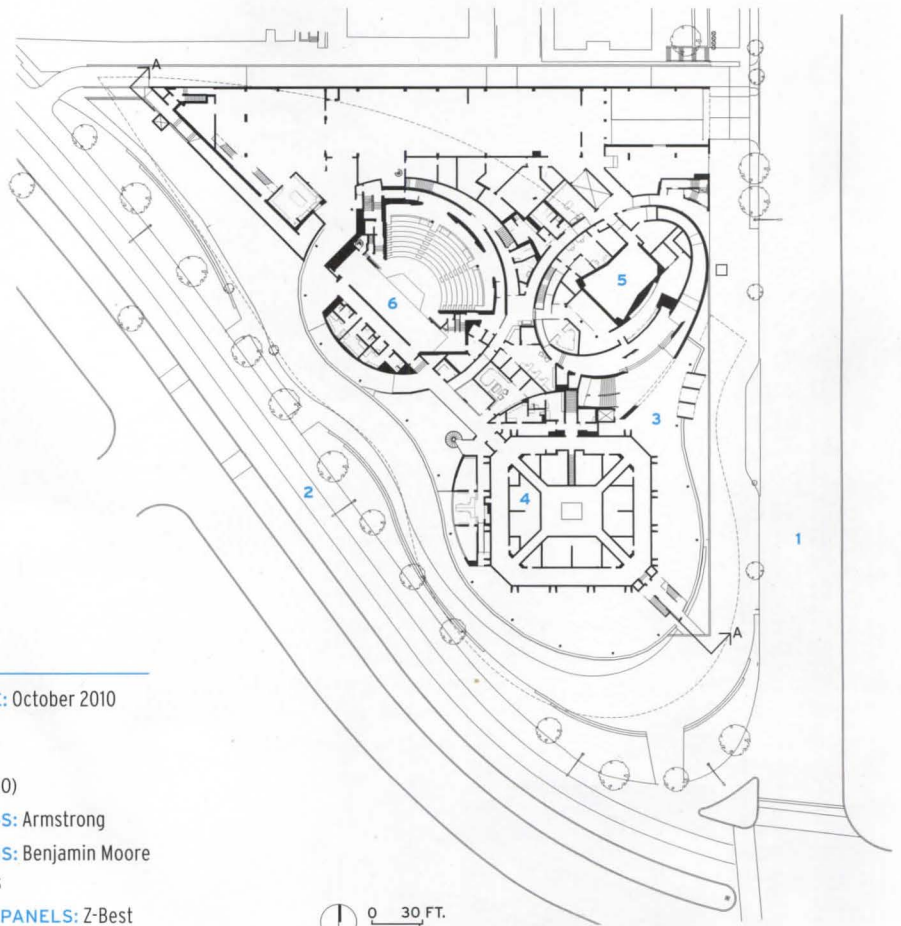 A
5
6
3
2
4
1
A
: October 2010
0)
S: Armstrong
S: Benjamin Moore
PANELS: Z-Best
0 30 FT.